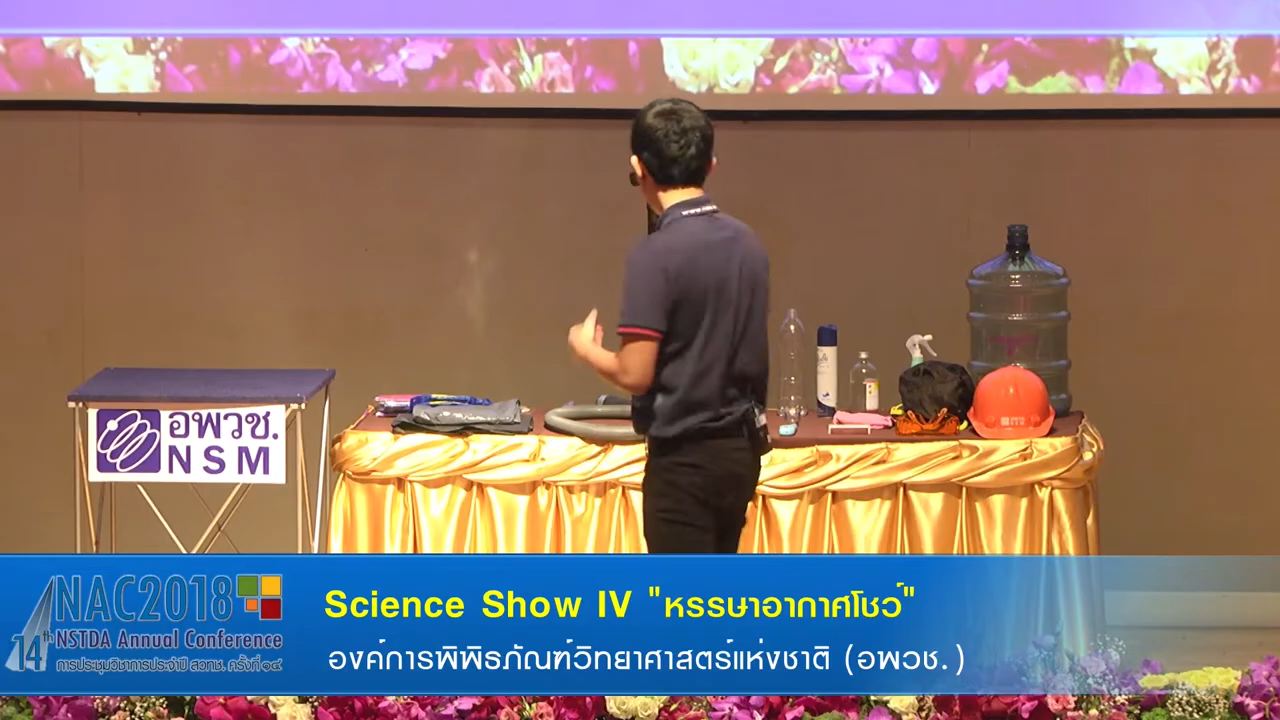 อพวช.
NSM
NAC2018
14th NSTDA Annual Conference
การประชุมวิชาการประจำปี สวทช. ครั้งที่ ๑๔
Science Show IV "หรรษาอากาศโชว์"
องค์การพิพิธภัณฑ์วิทยาศาสตร์แห่งชาติ (อพวช.)